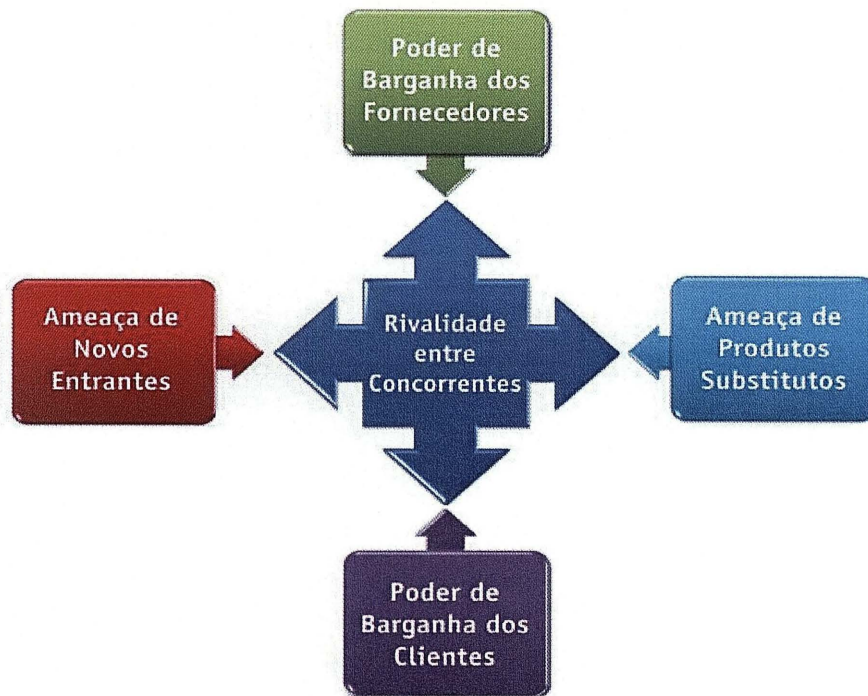 Poder de
Barganha dos
Fornecedores
Ameaça de
Novos
Entrantes
Rivalidade
entre
Concorrentes
Ameaça de
Produtos
Substitutos
Poder de
Barganha dos
Clientes